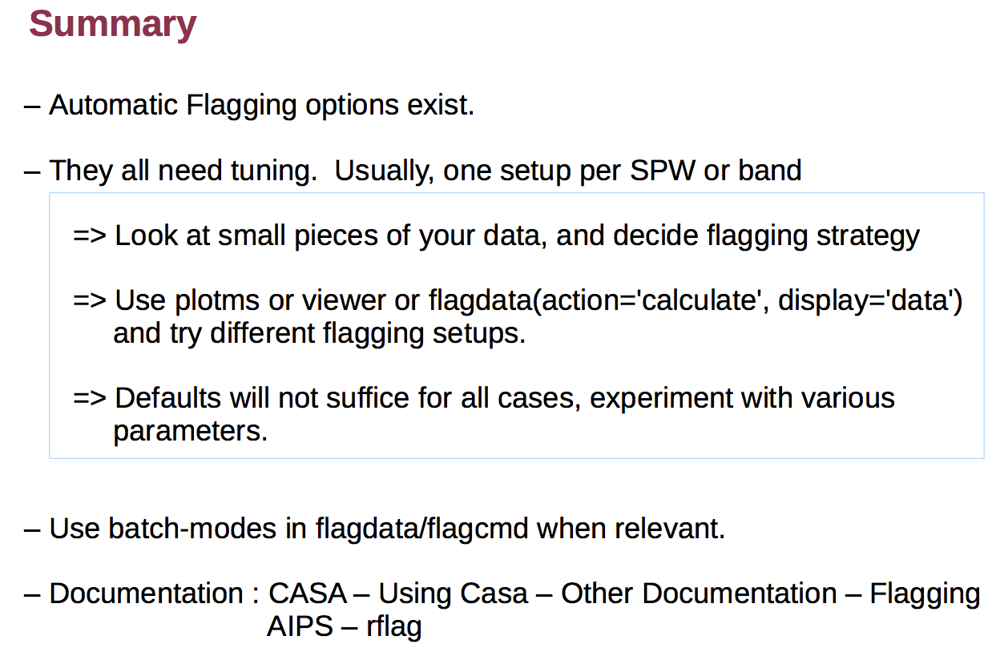 Summary
– Automatic Flagging options exist.
– They all need tuning.  Usually, one setup per SPW or band
=> Look at small pieces of your data, and decide flagging strategy
=> Use plotms or viewer or flagdata(action='calculate', display='data')
and try different flagging setups.
=> Defaults will not suffice for all cases, experiment with various
parameters.
– Use batch-modes in flagdata/flagcmd when relevant.
– Documentation : CASA – Using Casa – Other Documentation – Flagging
AIPS – rflag